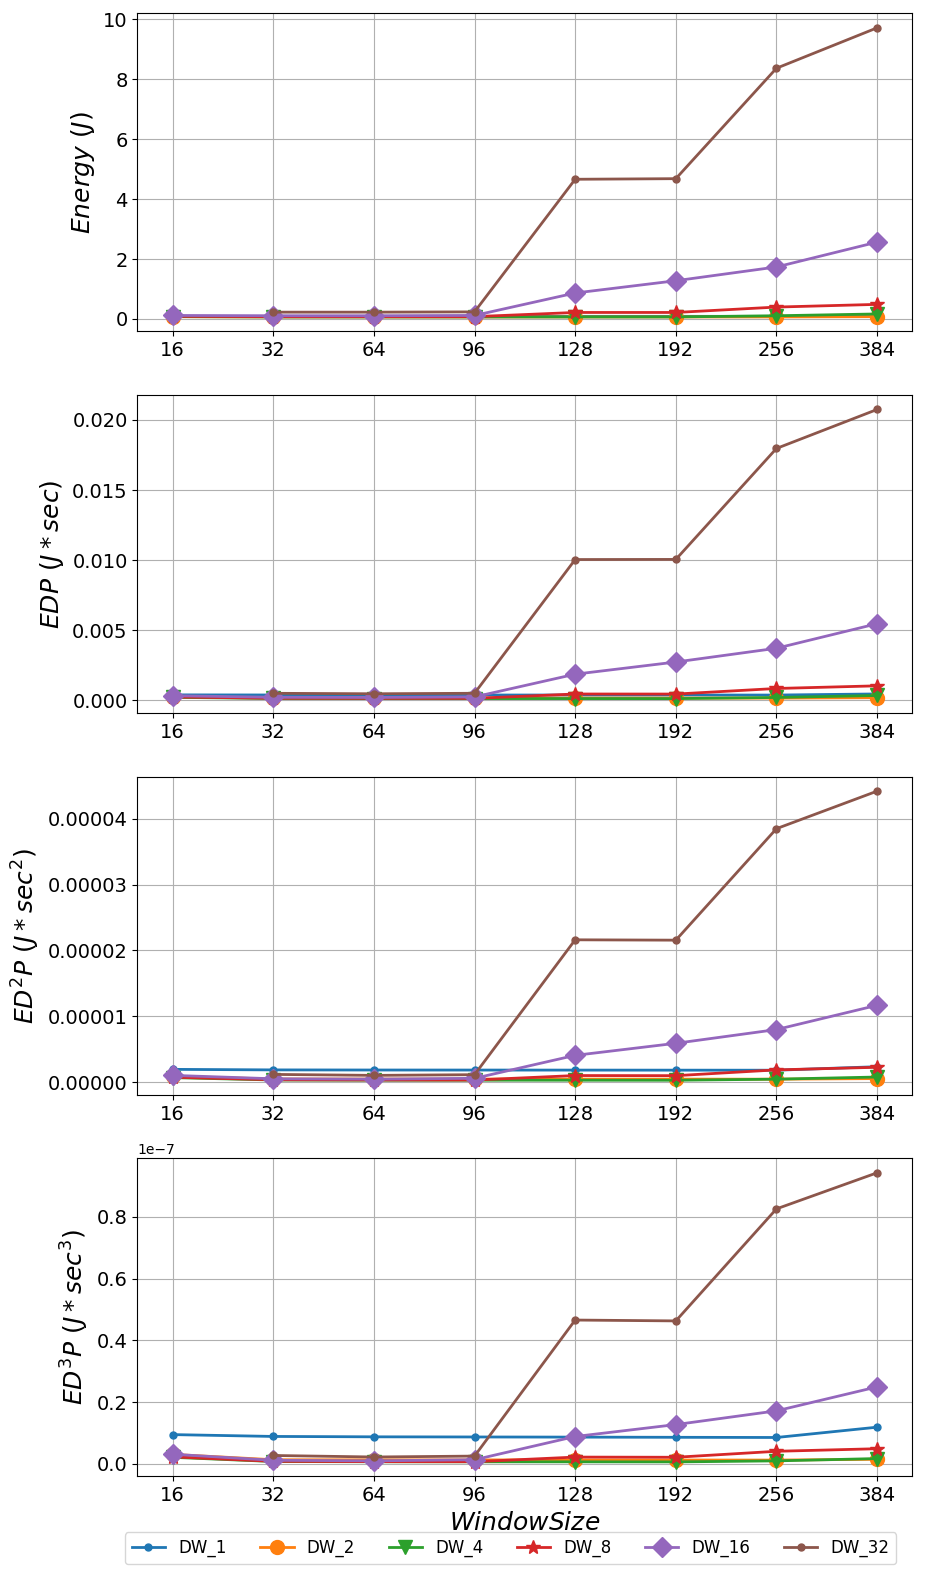 10
8
6
4
2
0
Energy (J)
16 32 64 96 128 192 256 384
0.020
0.015
0.010
0.005
0.000
EDP (J * sec)
16 32 64 96 128 192 256 384
0.00004
0.00003
0.00002
0.00001
0.00000
ED²P (J * sec²)
16 32 64 96 128 192 256 384
1e−7
0.8
0.6
0.4
0.2
0.0
ED³P (J * sec³)
16 32 64 96 128 192 256 384
WindowSize
DW_1 DW_2 DW_4 DW_8 DW_16 DW_32